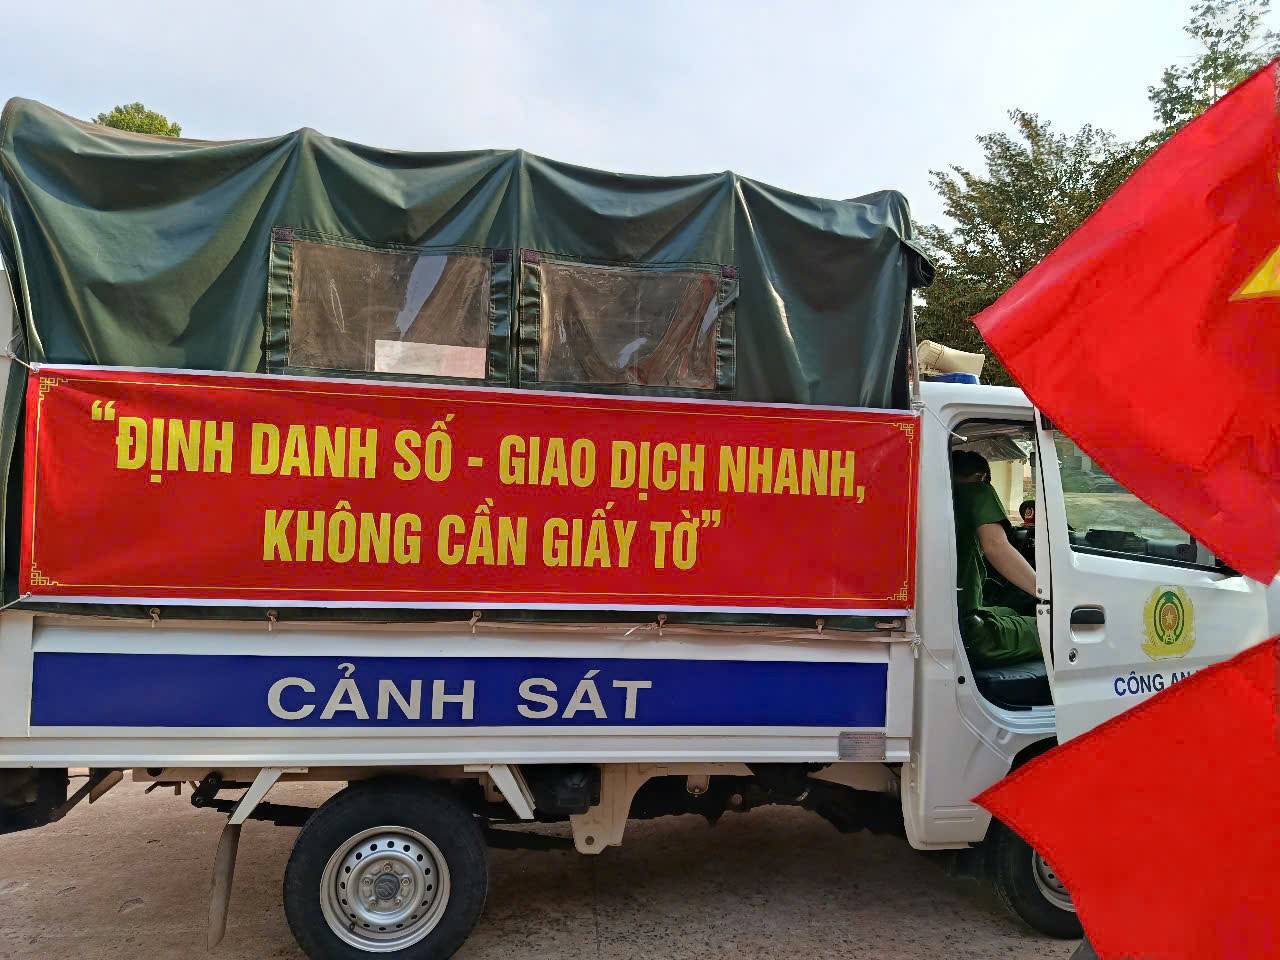 “ĐỊNH DANH SỐ - GIAO DỊCH NHANH,
KHÔNG CẦN GIẤY TỜ”
CẢNH SÁT
CÔNG AN